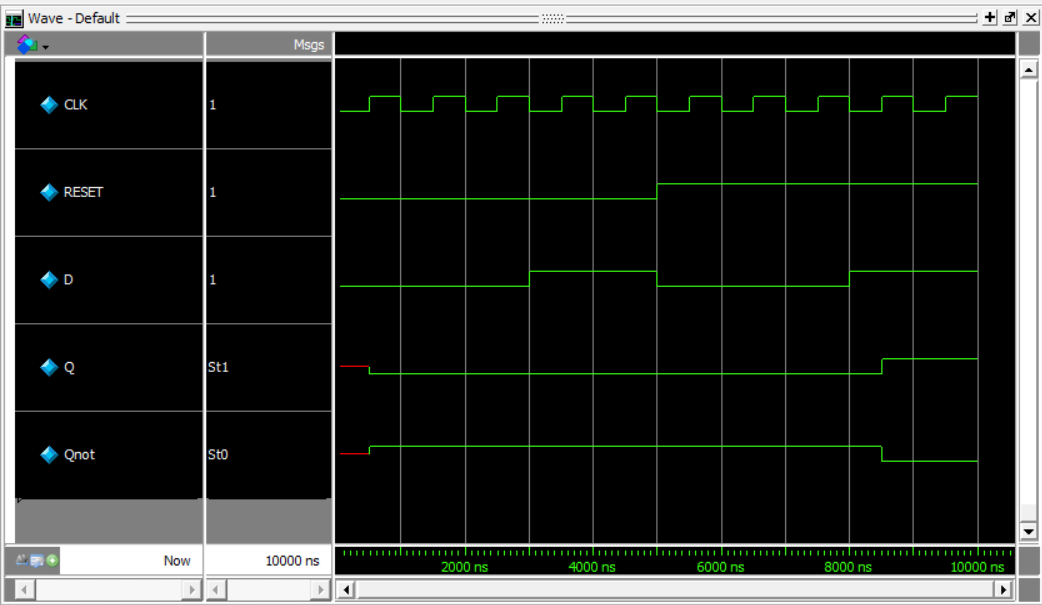 Wave - Default
Msgs
CLK 1
RESET 1
D 1
Q St1
Qnot St0
Now 10000 ns
2000 ns 4000 ns 6000 ns 8000 ns 10000 ns